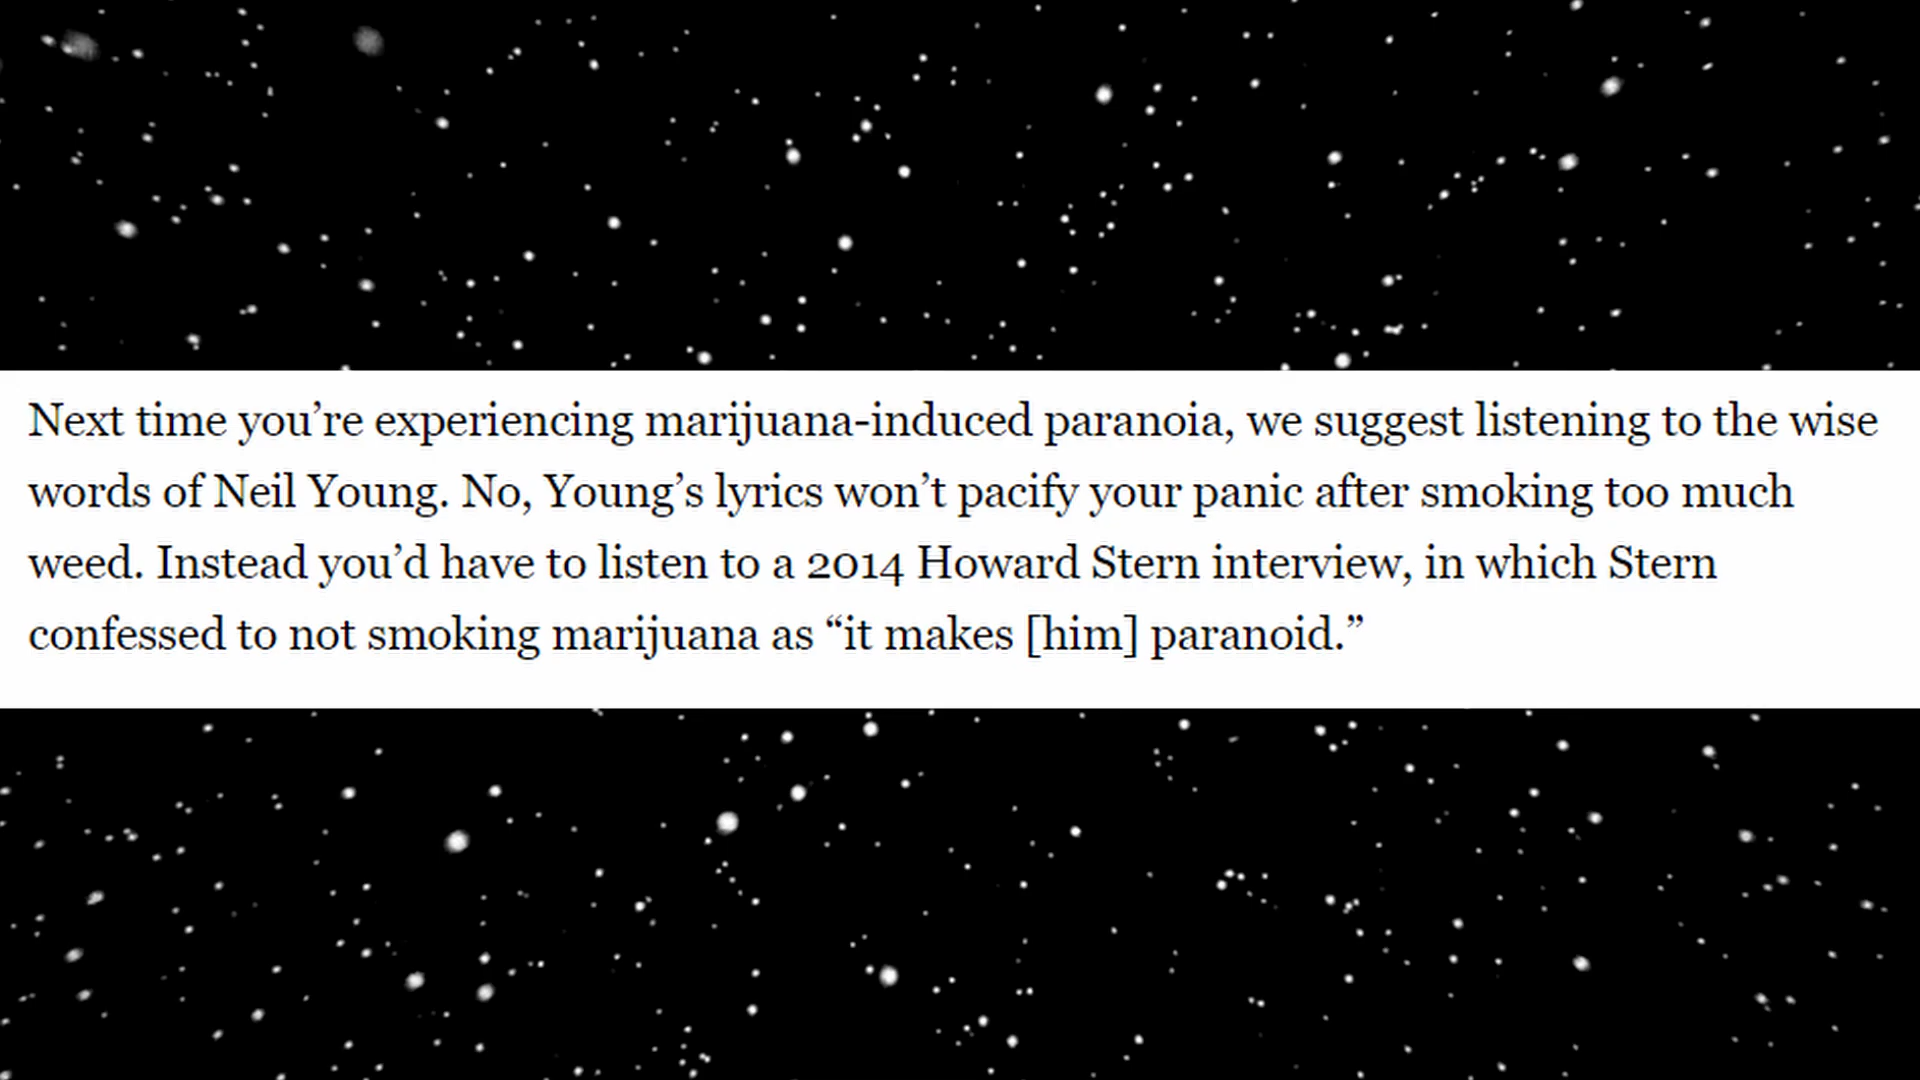 Next time you’re experiencing marijuana-induced paranoia, we suggest listening to the wise
words of Neil Young. No, Young’s lyrics won’t pacify your panic after smoking too much
weed. Instead you’d have to listen to a 2014 Howard Stern interview, in which Stern
confessed to not smoking marijuana as “it makes [him] paranoid.”